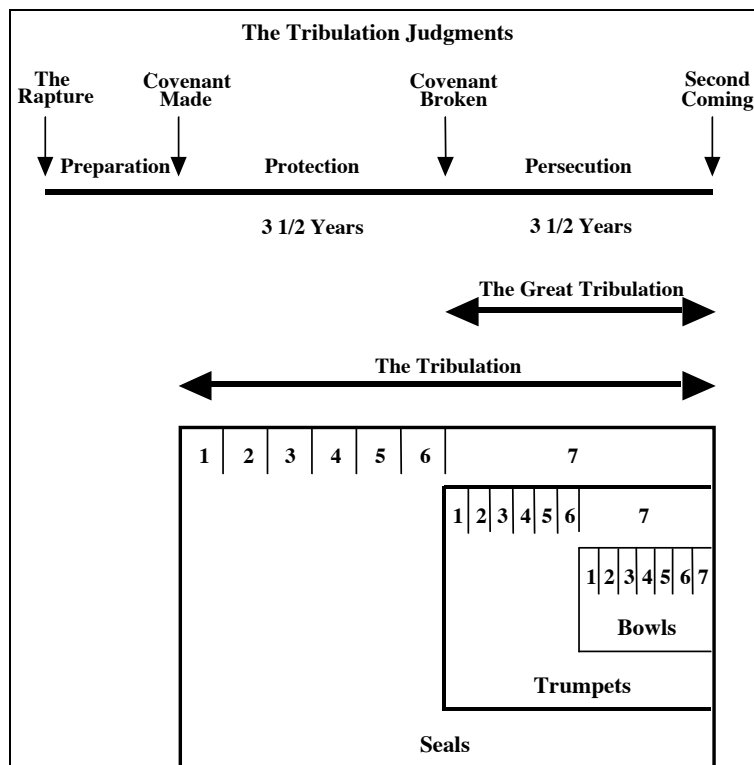 The Tribulation Judgments
The
Rapture
Covenant
Made
Covenant
Broken
Second
Coming
Preparation
Protection
Persecution
3 1/2 Years
3 1/2 Years
The Great Tribulation
The Tribulation
1 2 3 4 5 6 7
1 2 3 4 5 6 7
1 2 3 4 5 6 7
Bowls
Trumpets
Seals